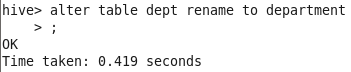 hive> alter table dept rename to department
    > ;
OK
Time taken: 0.419 seconds